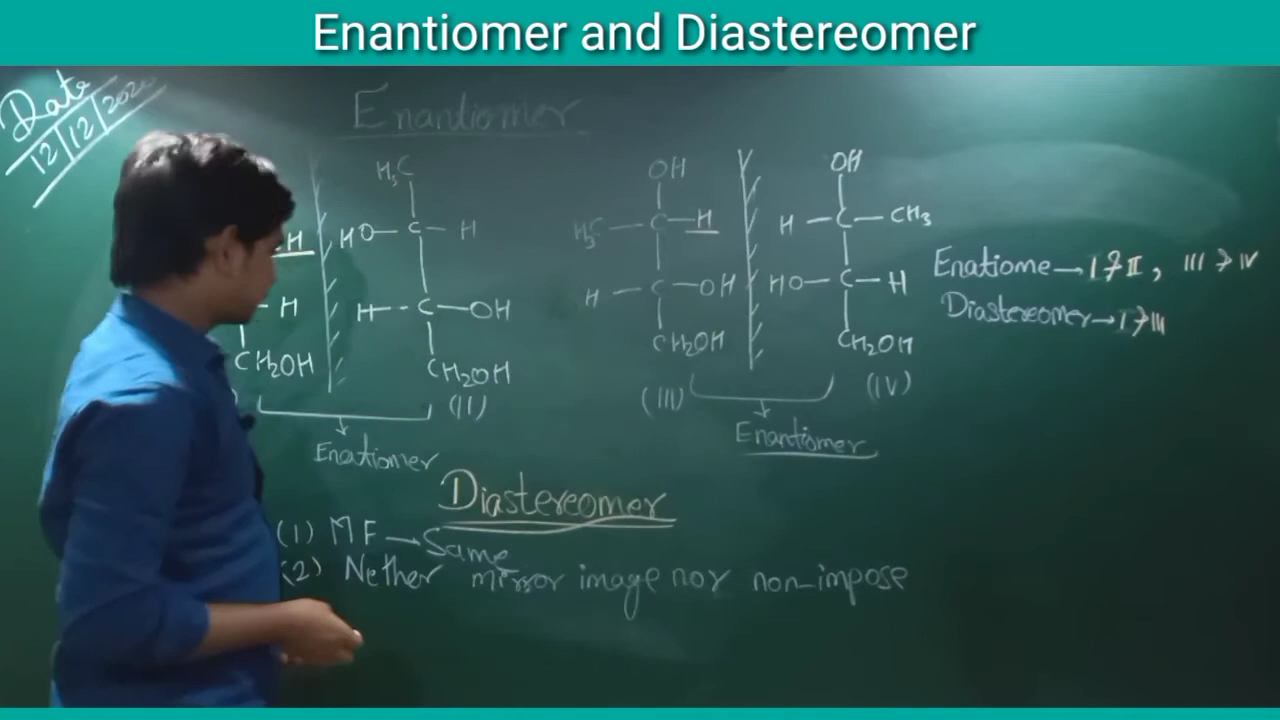 Enantiomer and Diastereomer
Date
12/12/2020
Enantiomer
H
H
CH2OH
H3C
HO—C—H
H—C—OH
CH2OH
(II)
Enatiomer
OH
H3C—C—H
H—C—OH
CH2OH
(III)
OH
H—C—CH3
HO—C—H
CH2OH
(IV)
Enantiomer
Enatiome→I⇌II, III⇌IV
Diastereomer→I⇌III
Diastereomer
(1) MF→Same
(2) Nether mirror image nor non-impose